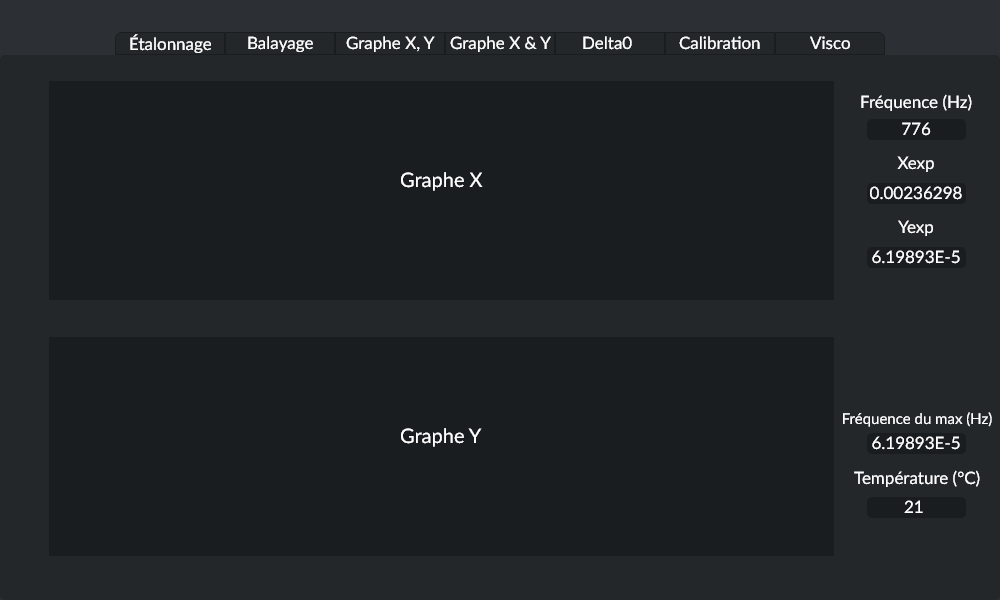 Étalonnage Balayage Graphe X, Y Graphe X & Y Delta0 Calibration Visco
Graphe X
Fréquence (Hz)
776
Xexp
0.00236298
Yexp
6.19893E-5
Graphe Y
Fréquence du max (Hz)
6.19893E-5
Température (°C)
21